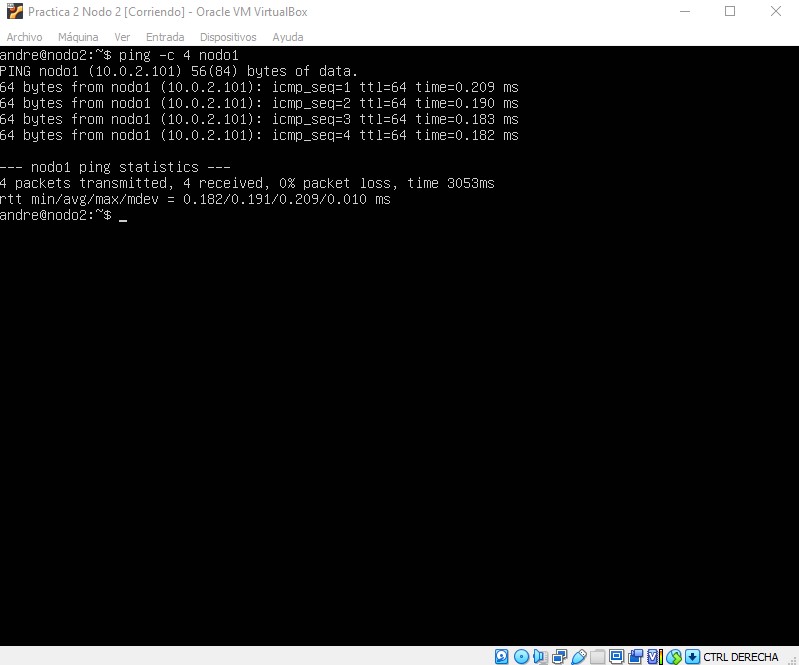 Practica 2 Nodo 2 [Corriendo] - Oracle VM VirtualBox
Archivo Máquina Ver Entrada Dispositivos Ayuda
andre@nodo2:~$ ping -c 4 nodo1
PING nodo1 (10.0.2.101) 56(84) bytes of data.
64 bytes from nodo1 (10.0.2.101): icmp_seq=1 ttl=64 time=0.209 ms
64 bytes from nodo1 (10.0.2.101): icmp_seq=2 ttl=64 time=0.190 ms
64 bytes from nodo1 (10.0.2.101): icmp_seq=3 ttl=64 time=0.183 ms
64 bytes from nodo1 (10.0.2.101): icmp_seq=4 ttl=64 time=0.182 ms
--- nodo1 ping statistics ---
4 packets transmitted, 4 received, 0% packet loss, time 3053ms
rtt min/avg/max/mdev = 0.182/0.191/0.209/0.010 ms
andre@nodo2:~$ _
CTRL DERECHA